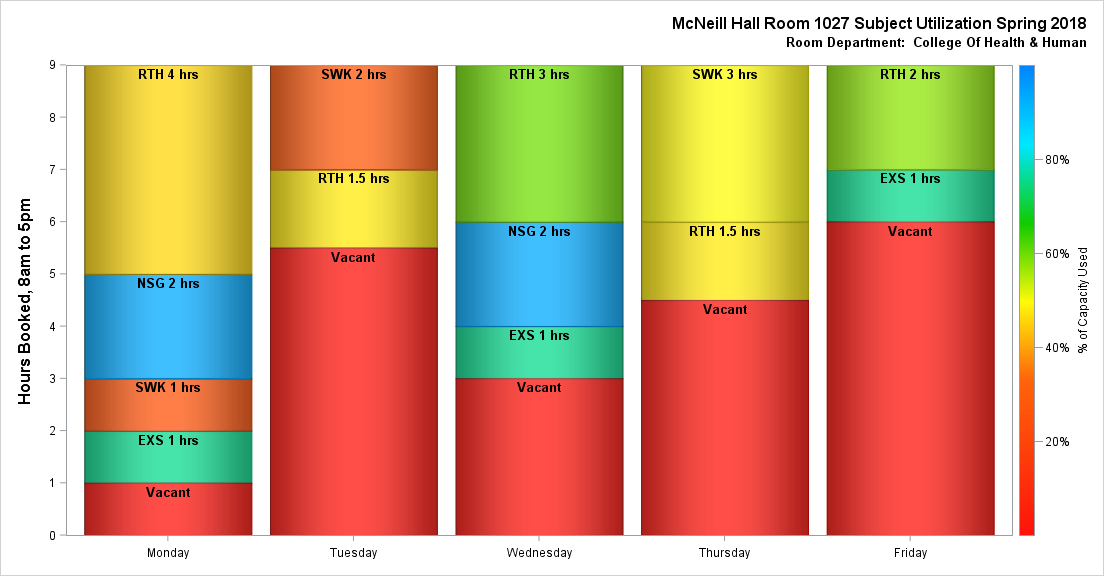 McNeill Hall Room 1027 Subject Utilization Spring 2018
Room Department: College Of Health & Human
Hours Booked, 8am to 5pm
9
8
7
6
5
4
3
2
1
0
RTH 4 hrs
NSG 2 hrs
SWK 1 hrs
EXS 1 hrs
Vacant
Monday
SWK 2 hrs
RTH 1.5 hrs
Vacant
Tuesday
RTH 3 hrs
NSG 2 hrs
EXS 1 hrs
Vacant
Wednesday
SWK 3 hrs
RTH 1.5 hrs
Vacant
Thursday
RTH 2 hrs
EXS 1 hrs
Vacant
Friday
80%
60%
40%
20%
% of Capacity Used